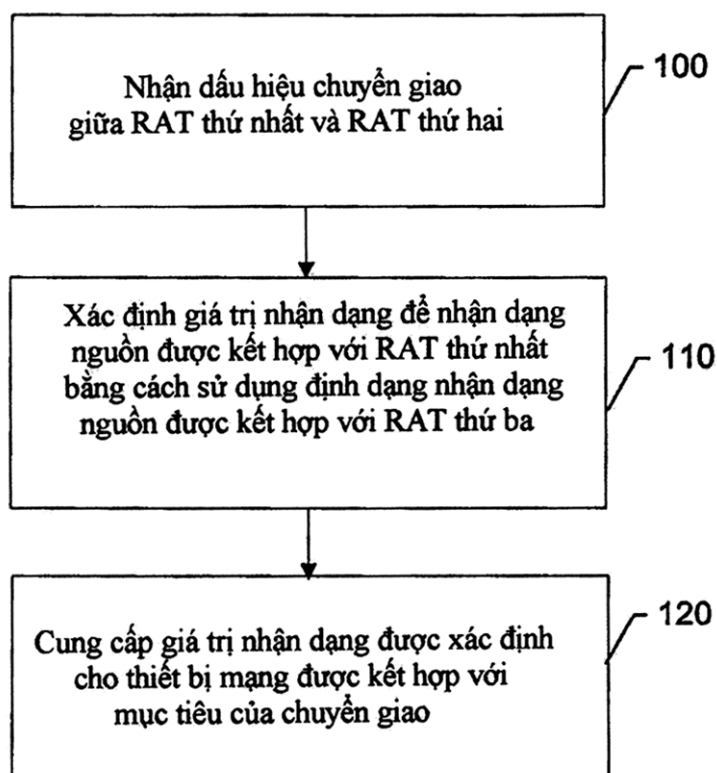 Nhận dấu hiệu chuyển giao
giữa RAT thứ nhất và RAT thứ hai
100
Xác định giá trị nhận dạng để nhận dạng
nguồn được kết hợp với RAT thứ nhất
bằng cách sử dụng định dạng nhận dạng
nguồn được kết hợp với RAT thứ ba
110
Cung cấp giá trị nhận dạng được xác định
cho thiết bị mạng được kết hợp với
mục tiêu của chuyển giao
120